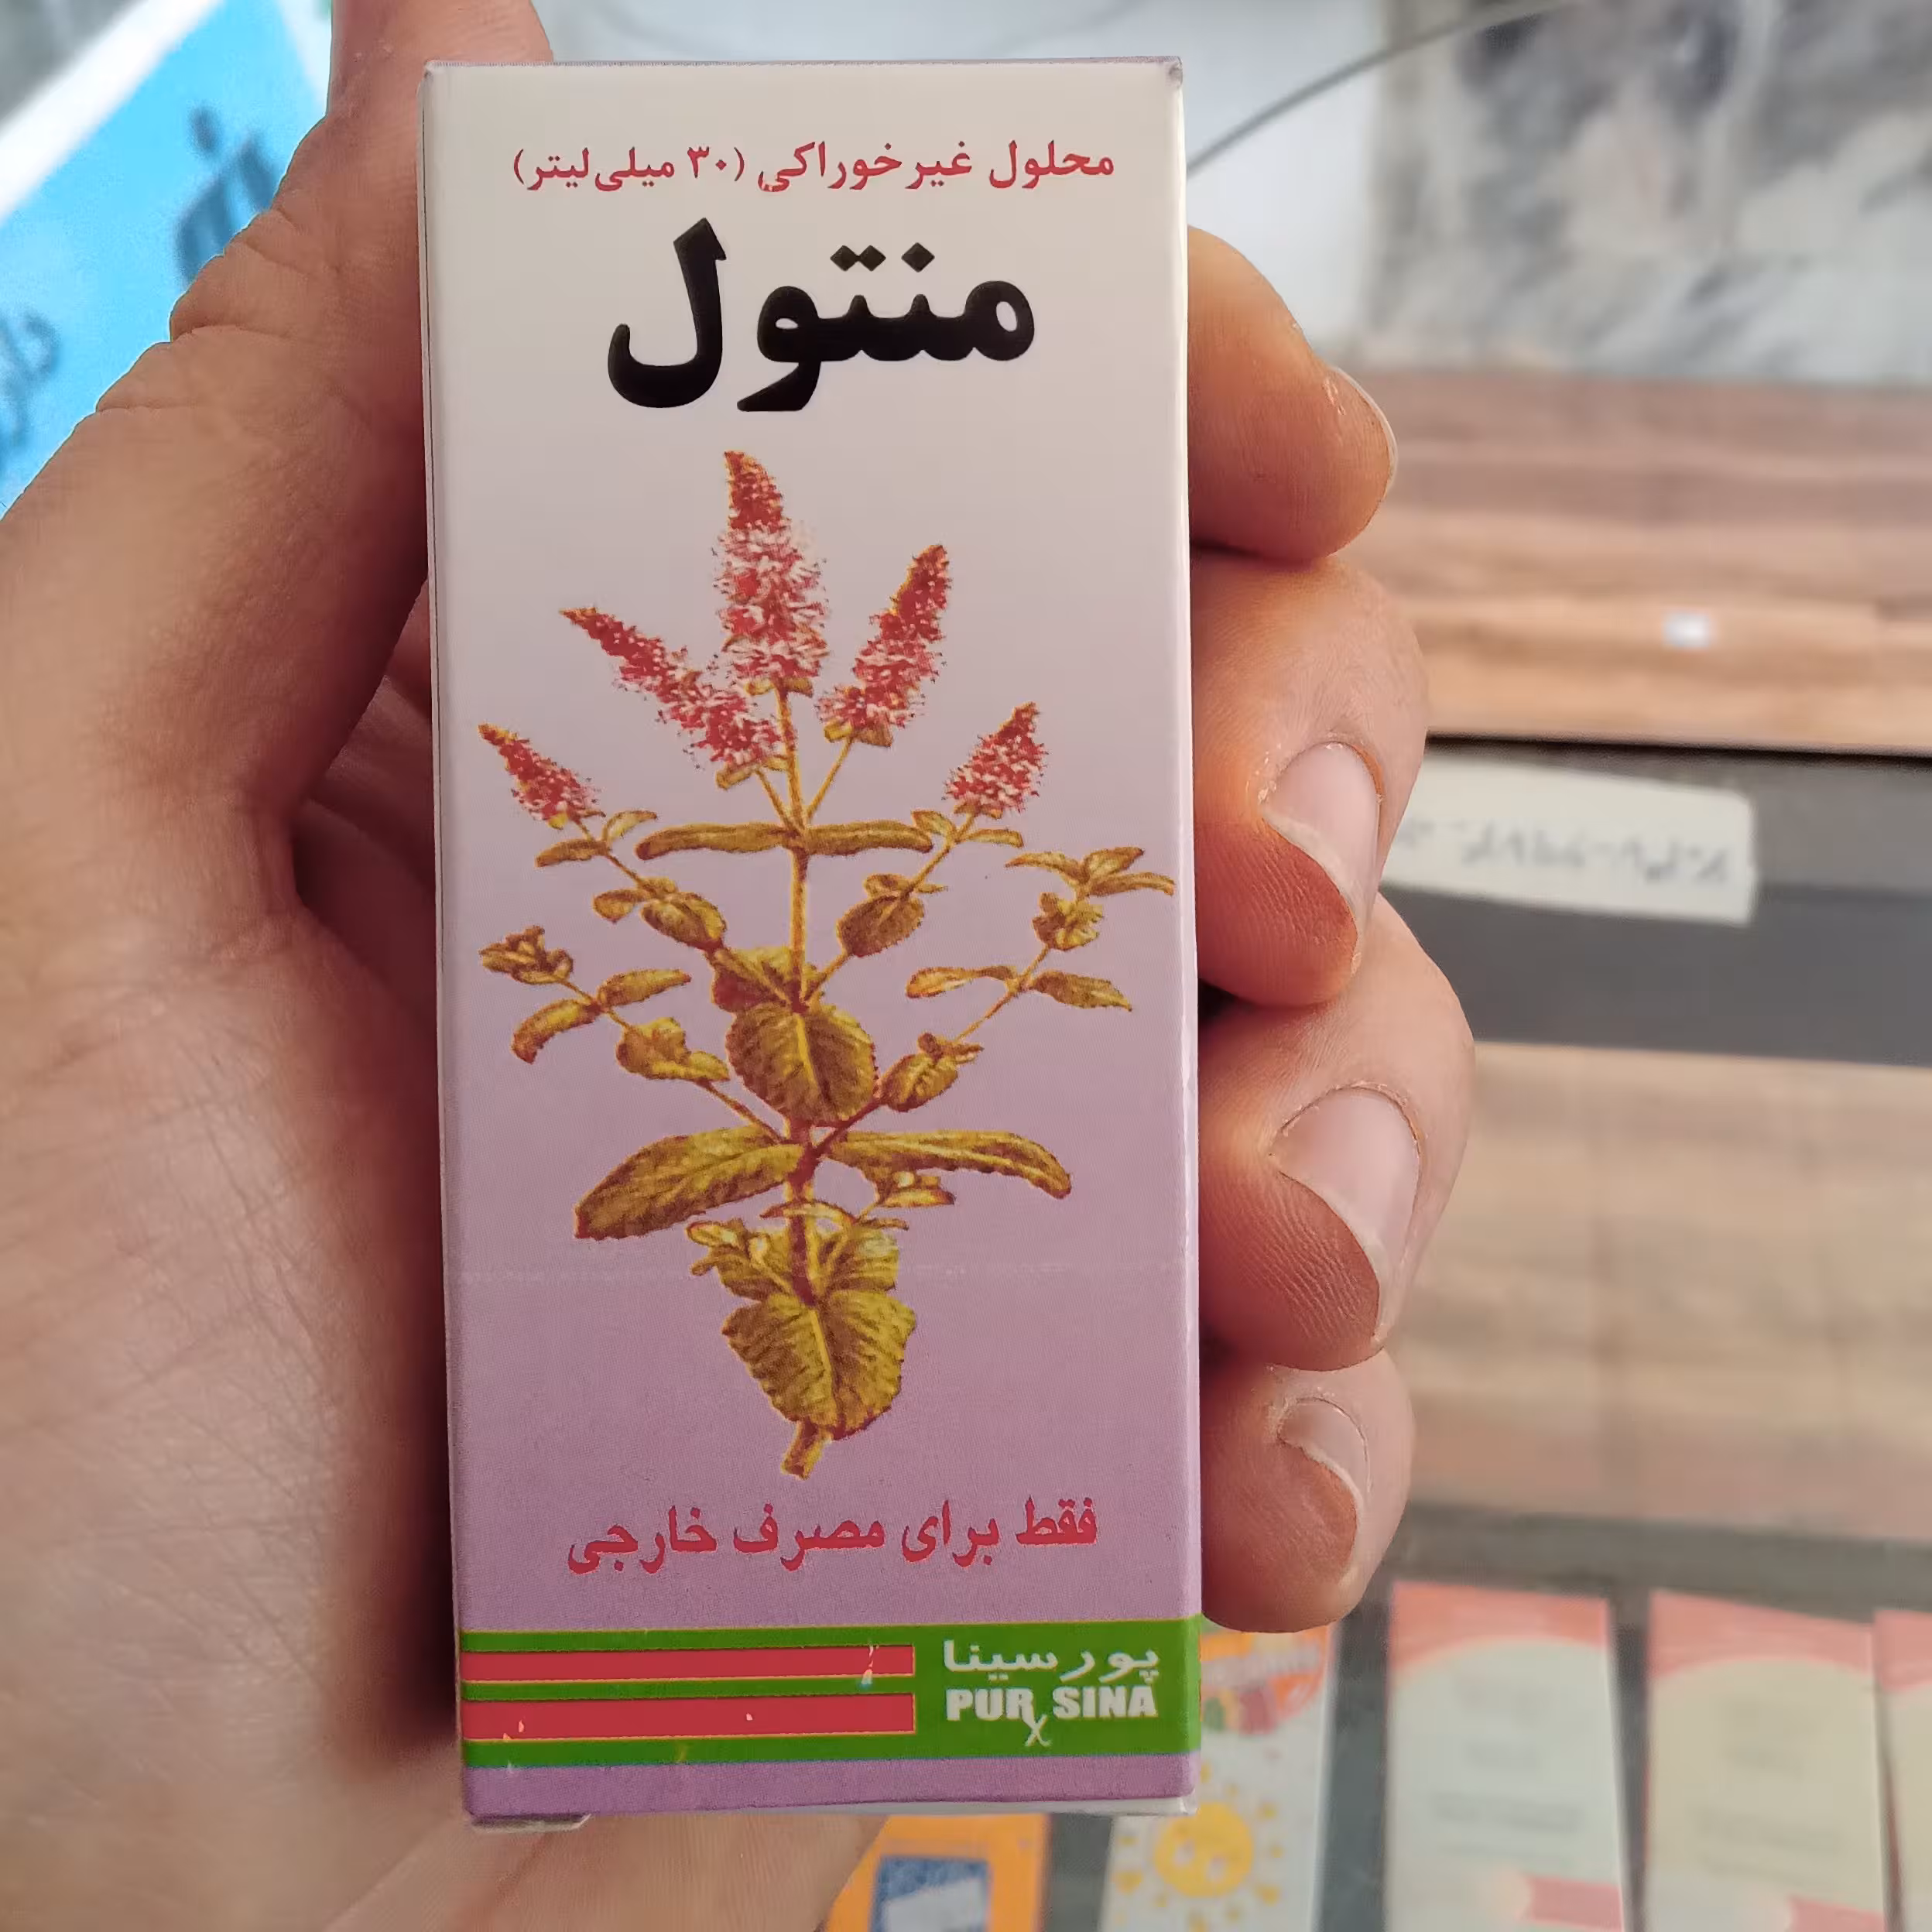 محلول غیرخوراکی (۳۰ میلی‌لیتر)
منتول
فقط برای مصرف خارجی
پورسینا
PUR SINA